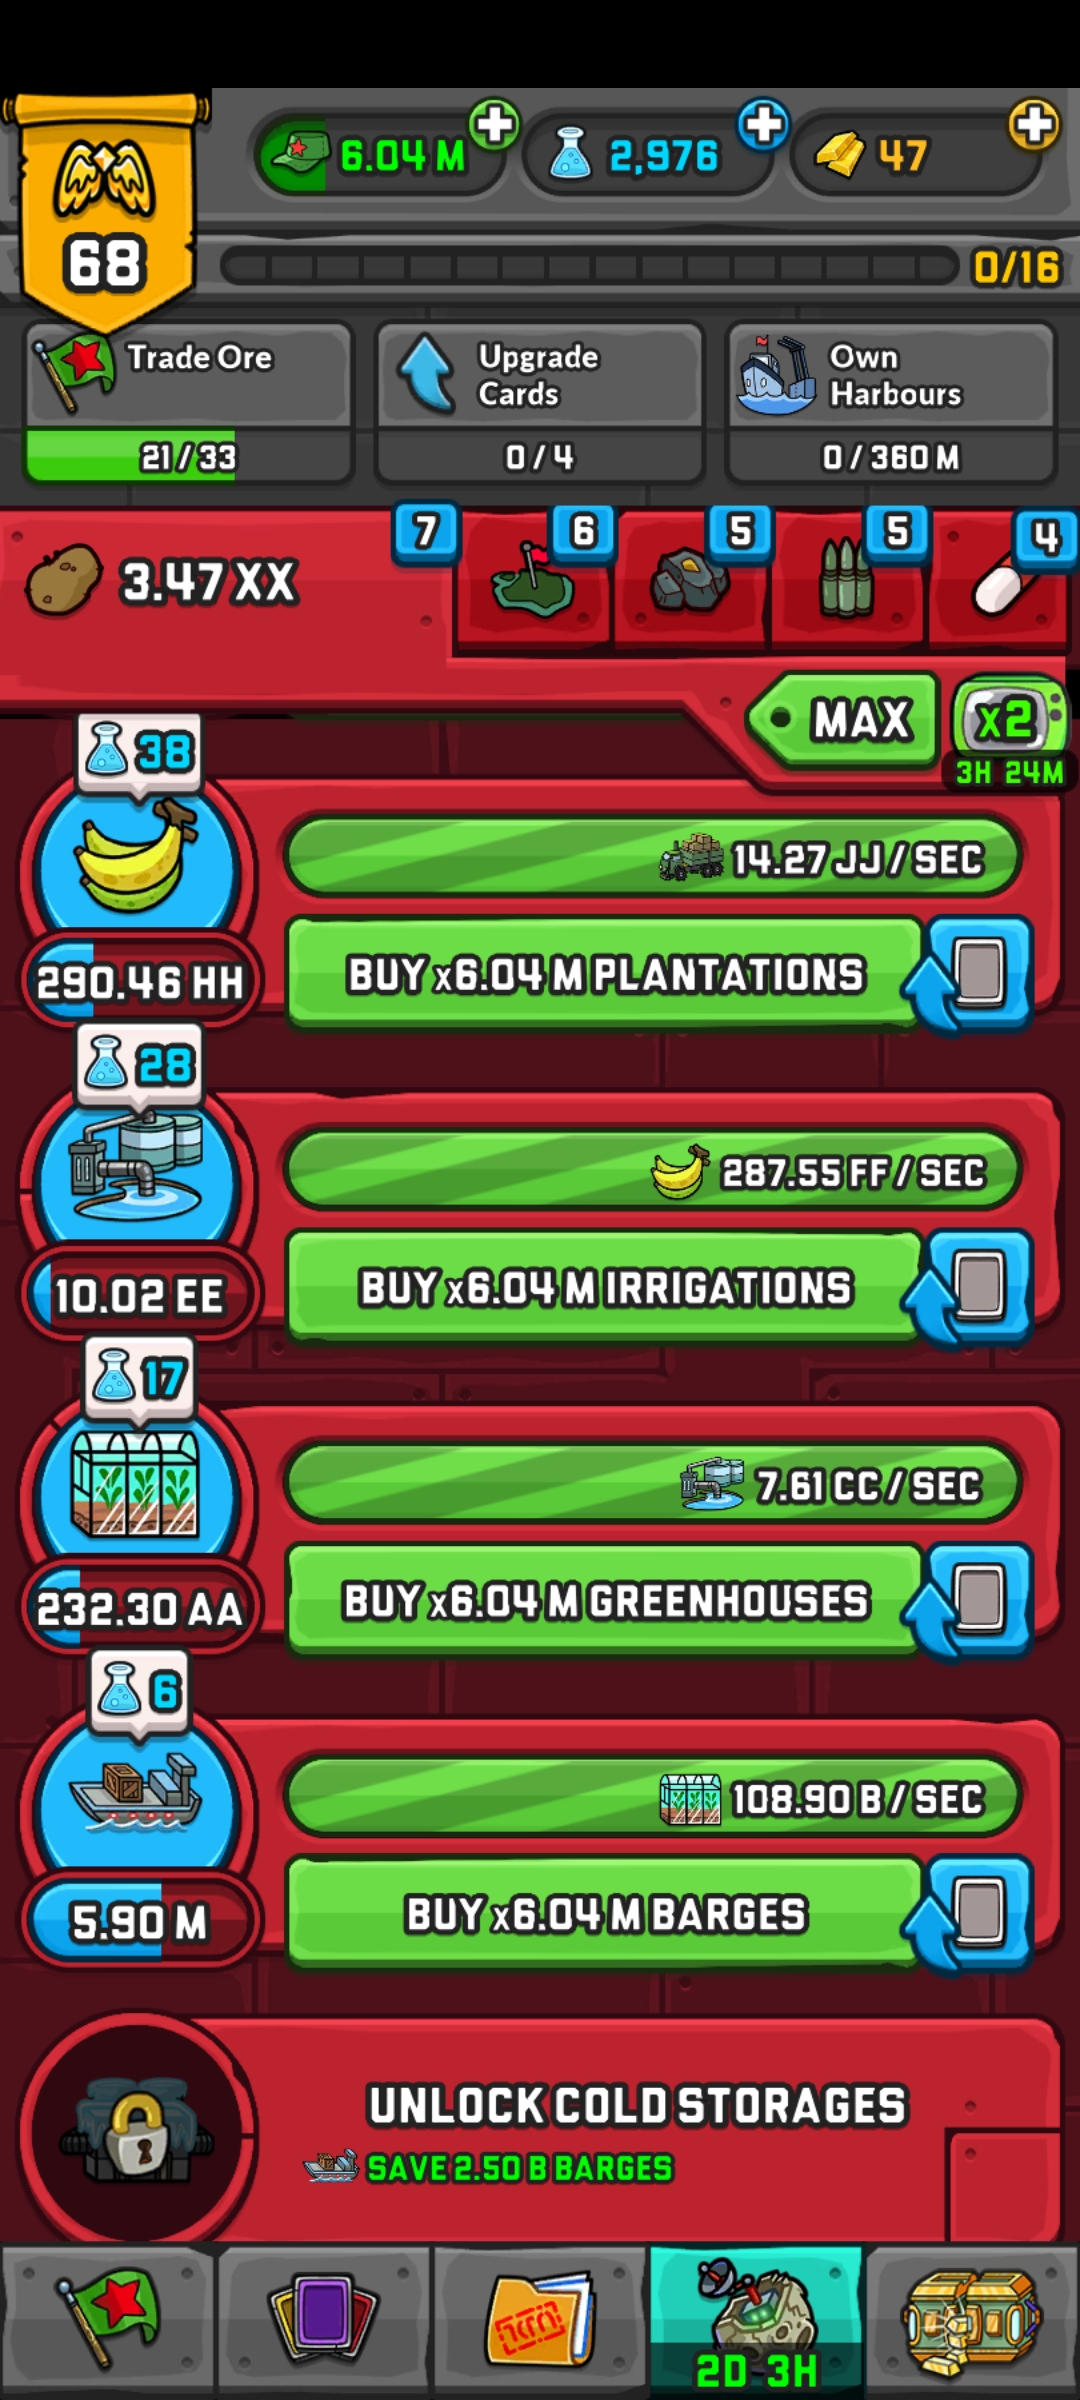 6.04 M
2,976
47
68
0/16
Trade Ore
21/33
Upgrade
Cards
0/4
Own
Harbours
0/360 M
3.47 XX
7
6
5
5
4
MAX
x2
3H 24M
38
14.27 JJ/SEC
290.46 HH
BUY x6.04 M PLANTATIONS
28
287.55 FF/SEC
10.02 EE
BUY x6.04 M IRRIGATIONS
17
7.61 CC/SEC
232.30 AA
BUY x6.04 M GREENHOUSES
6
108.90 B/SEC
5.90 M
BUY x6.04 M BARGES
UNLOCK COLD STORAGES
SAVE 2.50 B BARGES
2D 3H